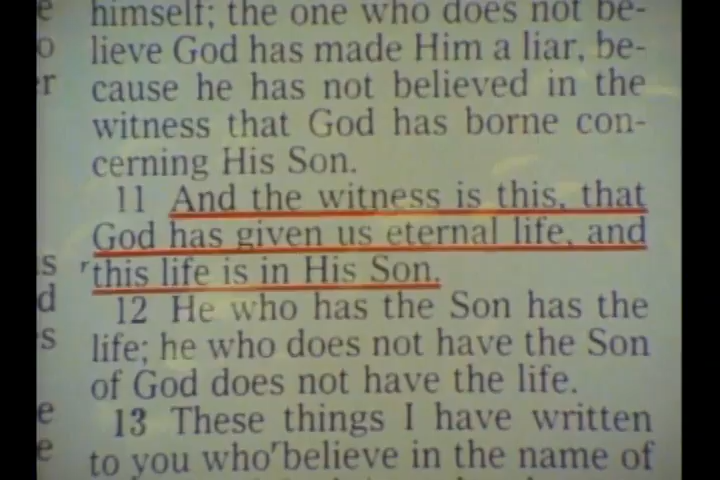 himself; the one who does not be-
lieve God has made Him a liar, be-
cause he has not believed in the
witness that God has borne con-
cerning His Son.
11 And the witness is this, that
God has given us eternal life, and
this life is in His Son.
12 He who has the Son has the
life; he who does not have the Son
of God does not have the life.
13 These things I have written
to you who believe in the name of